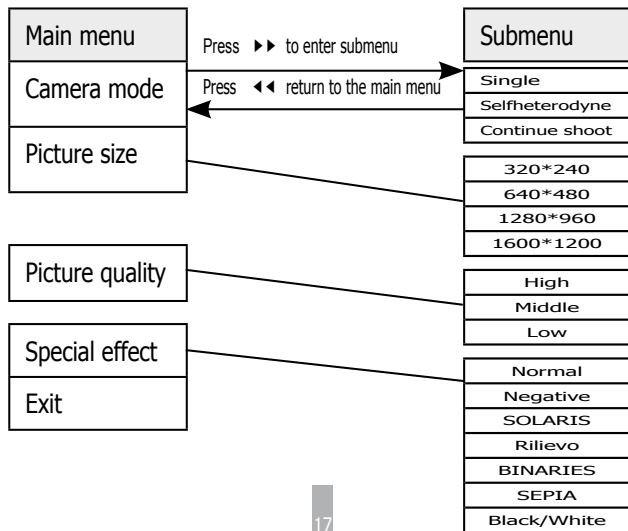 Main menu
Press ►► to enter submenu
Submenu
Camera mode
Press ◄◄ return to the main menu
Single
Selfheterodyne
Continue shoot
Picture size
320*240
640*480
1280*960
1600*1200
Picture quality
High
Middle
Low
Special effect
Exit
Normal
Negative
SOLARIS
Rilievo
BINARIES
SEPIA
Black/White
17